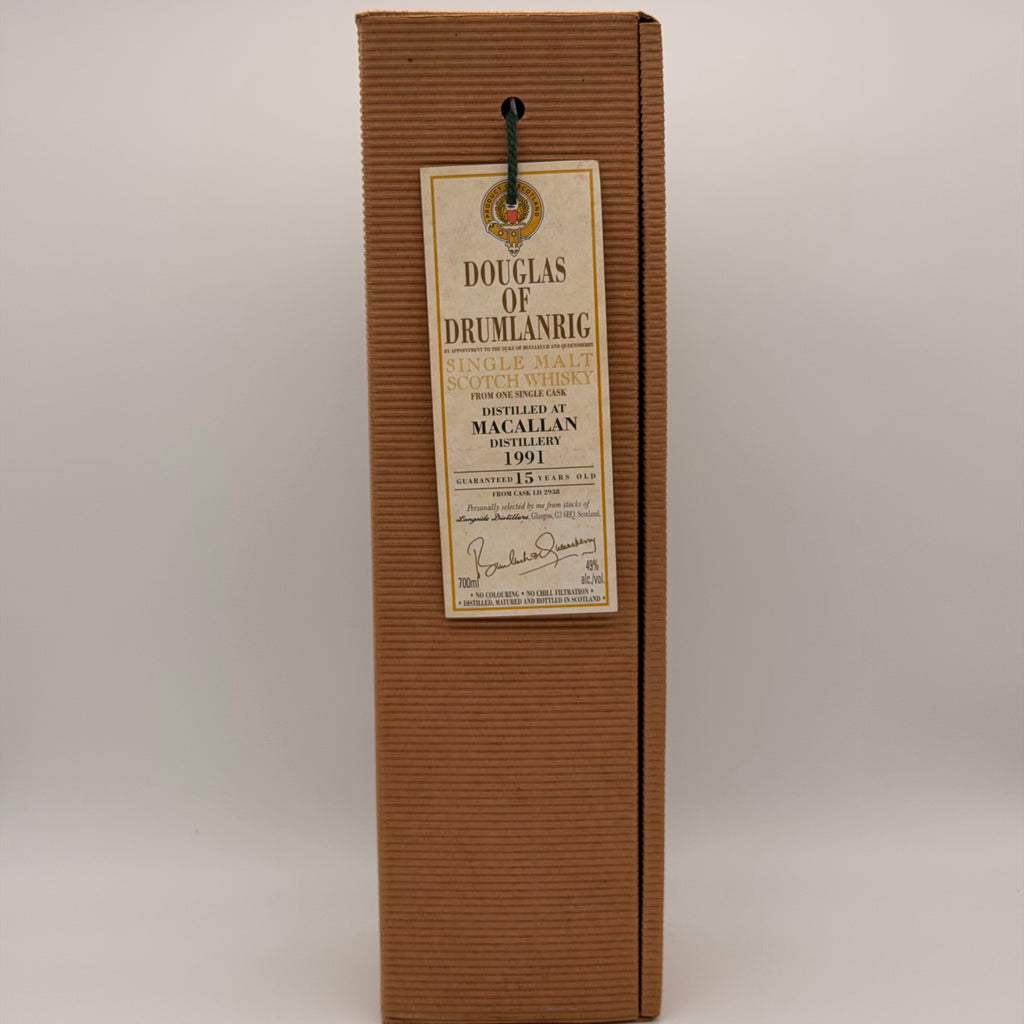 PRODUCT OF SCOTLAND
DOUGLAS
OF
DRUMLANRIG
BY APPOINTMENT TO THE DUKE OF BUCCLEUCH AND QUEENSBERRY
SINGLE MALT
SCOTCH WHISKY
FROM ONE SINGLE CASK
DISTILLED AT
MACALLAN
DISTILLERY
1991
GUARANTEED 15 YEARS OLD
FROM CASK LD 2938
Personally selected by me from stocks of
Langside Distillers, Glasgow, G3 6EQ. Scotland.
Buccleuch & Queensberry
700ml
49%
alc./vol.
• NO COLOURING • NO CHILL FILTRATION •
• DISTILLED, MATURED AND BOTTLED IN SCOTLAND •